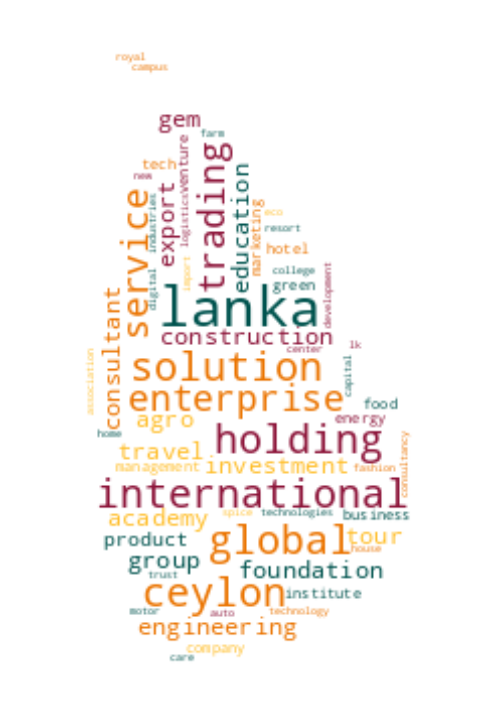 royal
campus
gem
farm
tech
venture
trading
new
export
logistics
education
service
industries
marketing
eco
resort
hotel
import
digital
college
green
development
lanka
construction
center
lk
consultant
solution
capital
association
enterprise
food
agro
energy
home
holding
consultancy
travel
management
investment
fashion
international
academy
spice
technologies
business
product
global
tour
house
group
trust
foundation
ceylon
institute
motor
auto
technology
engineering
company
care